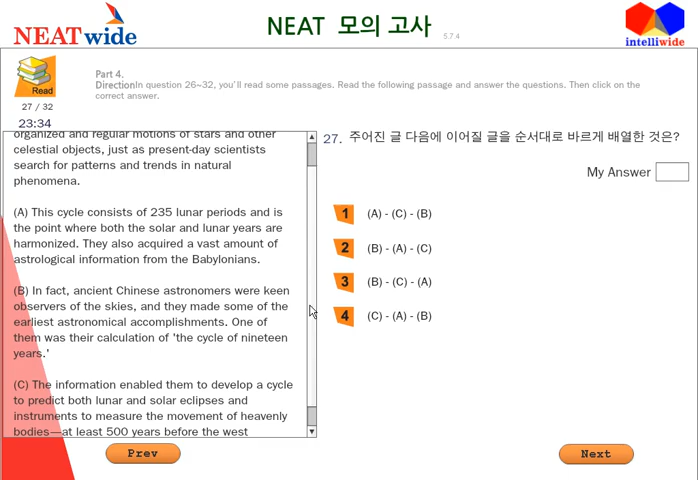 NEATwide
NEAT 모의 고사
5.7.4
intelliwide
Read
27 / 32
23:34
Part 4.
DirectionIn question 26~32, you'll read some passages. Read the following passage and answer the questions. Then click on the
correct answer.
organized and regular motions of stars and other
celestial objects, just as present-day scientists
search for patterns and trends in natural
phenomena.
(A) This cycle consists of 235 lunar periods and is
the point where both the solar and lunar years are
harmonized. They also acquired a vast amount of
astrological information from the Babylonians.
(B) In fact, ancient Chinese astronomers were keen
observers of the skies, and they made some of the
earliest astronomical accomplishments. One of
them was their calculation of 'the cycle of nineteen
years.'
(C) The information enabled them to develop a cycle
to predict both lunar and solar eclipses and
instruments to measure the movement of heavenly
bodies—at least 500 years before the west
27. 주어진 글 다음에 이어질 글을 순서대로 바르게 배열한 것은?
My Answer
1 (A) - (C) - (B)
2 (B) - (A) - (C)
3 (B) - (C) - (A)
4 (C) - (A) - (B)
Prev
Next